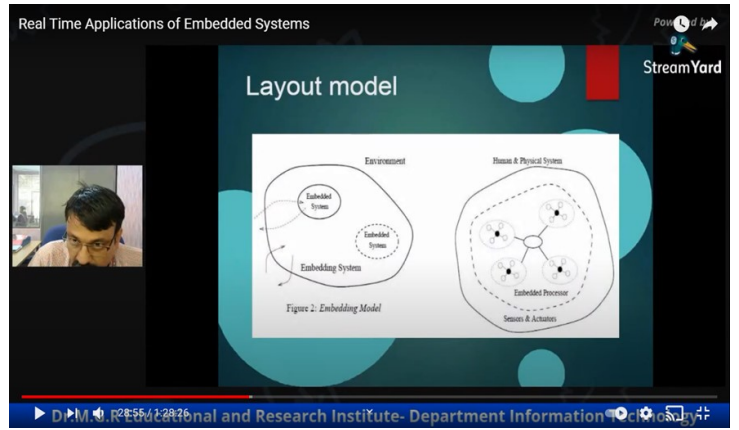 Real Time Applications of Embedded Systems
Powered by
StreamYard
Layout model
Environment
Embedded
System
Embedded
System
Embedding System
Figure 2: Embedding Model
Human & Physical System
Embedded Processor
Sensors & Actuators
28:55 / 1:28:26
Dr.M.G.R Educational and Research Institute- Department Information Technology